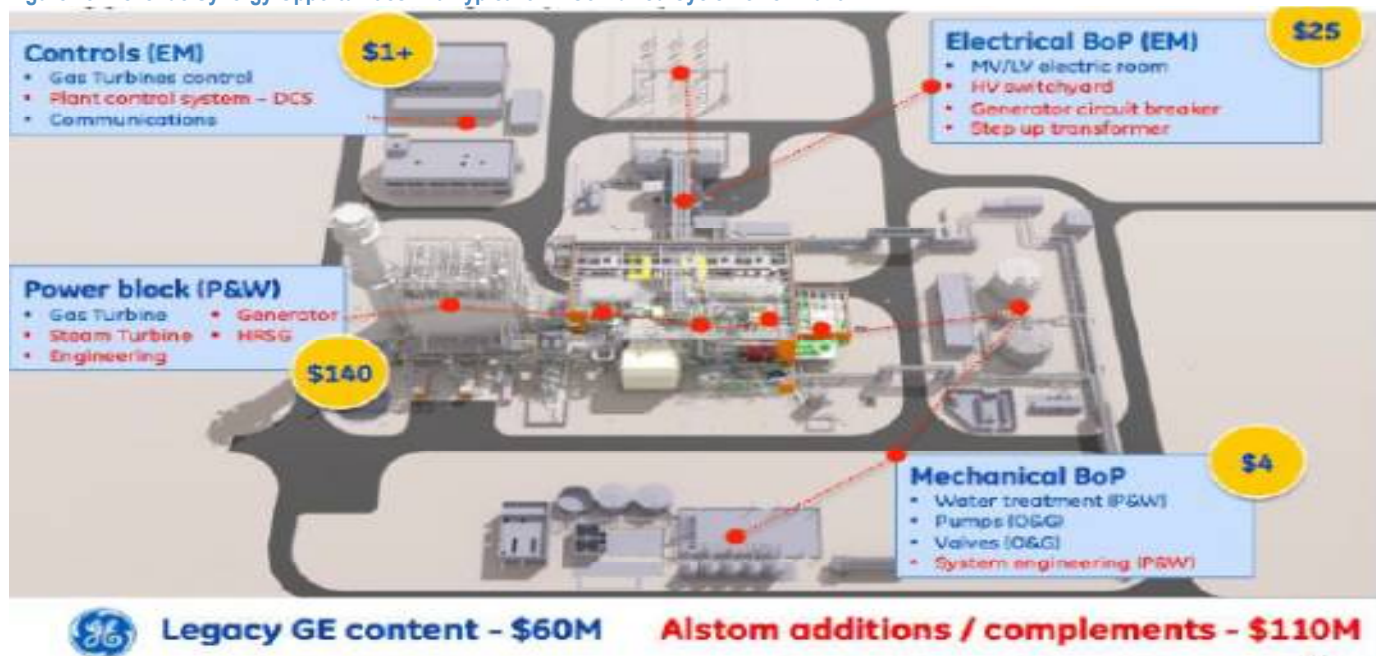 Controls (EM)
• Gas Turbines control
• Plant control system – DCS
• Communications
$1+
Electrical BoP (EM)
• MV/LV electric room
• HV switchyard
• Generator circuit breaker
• Step up transformer
$25
Power block (P&W)
• Gas Turbine • Generator
• Steam Turbine • HRSG
• Engineering
$140
Mechanical BoP
• Water treatment (P&W)
• Pumps (O&G)
• Valves (O&G)
• System engineering (P&W)
$4
Legacy GE content – $60M Alstom additions / complements – $110M